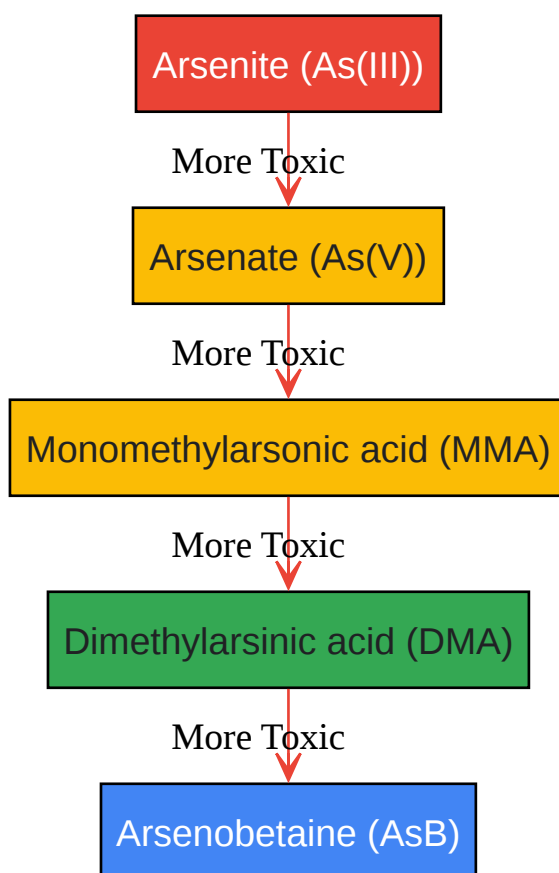 Arsenite (As(III))
More Toxic
Arsenate (As(V))
More Toxic
Monomethylarsonic acid (MMA)
More Toxic
Dimethylarsinic acid (DMA)
More Toxic
Arsenobetaine (AsB)